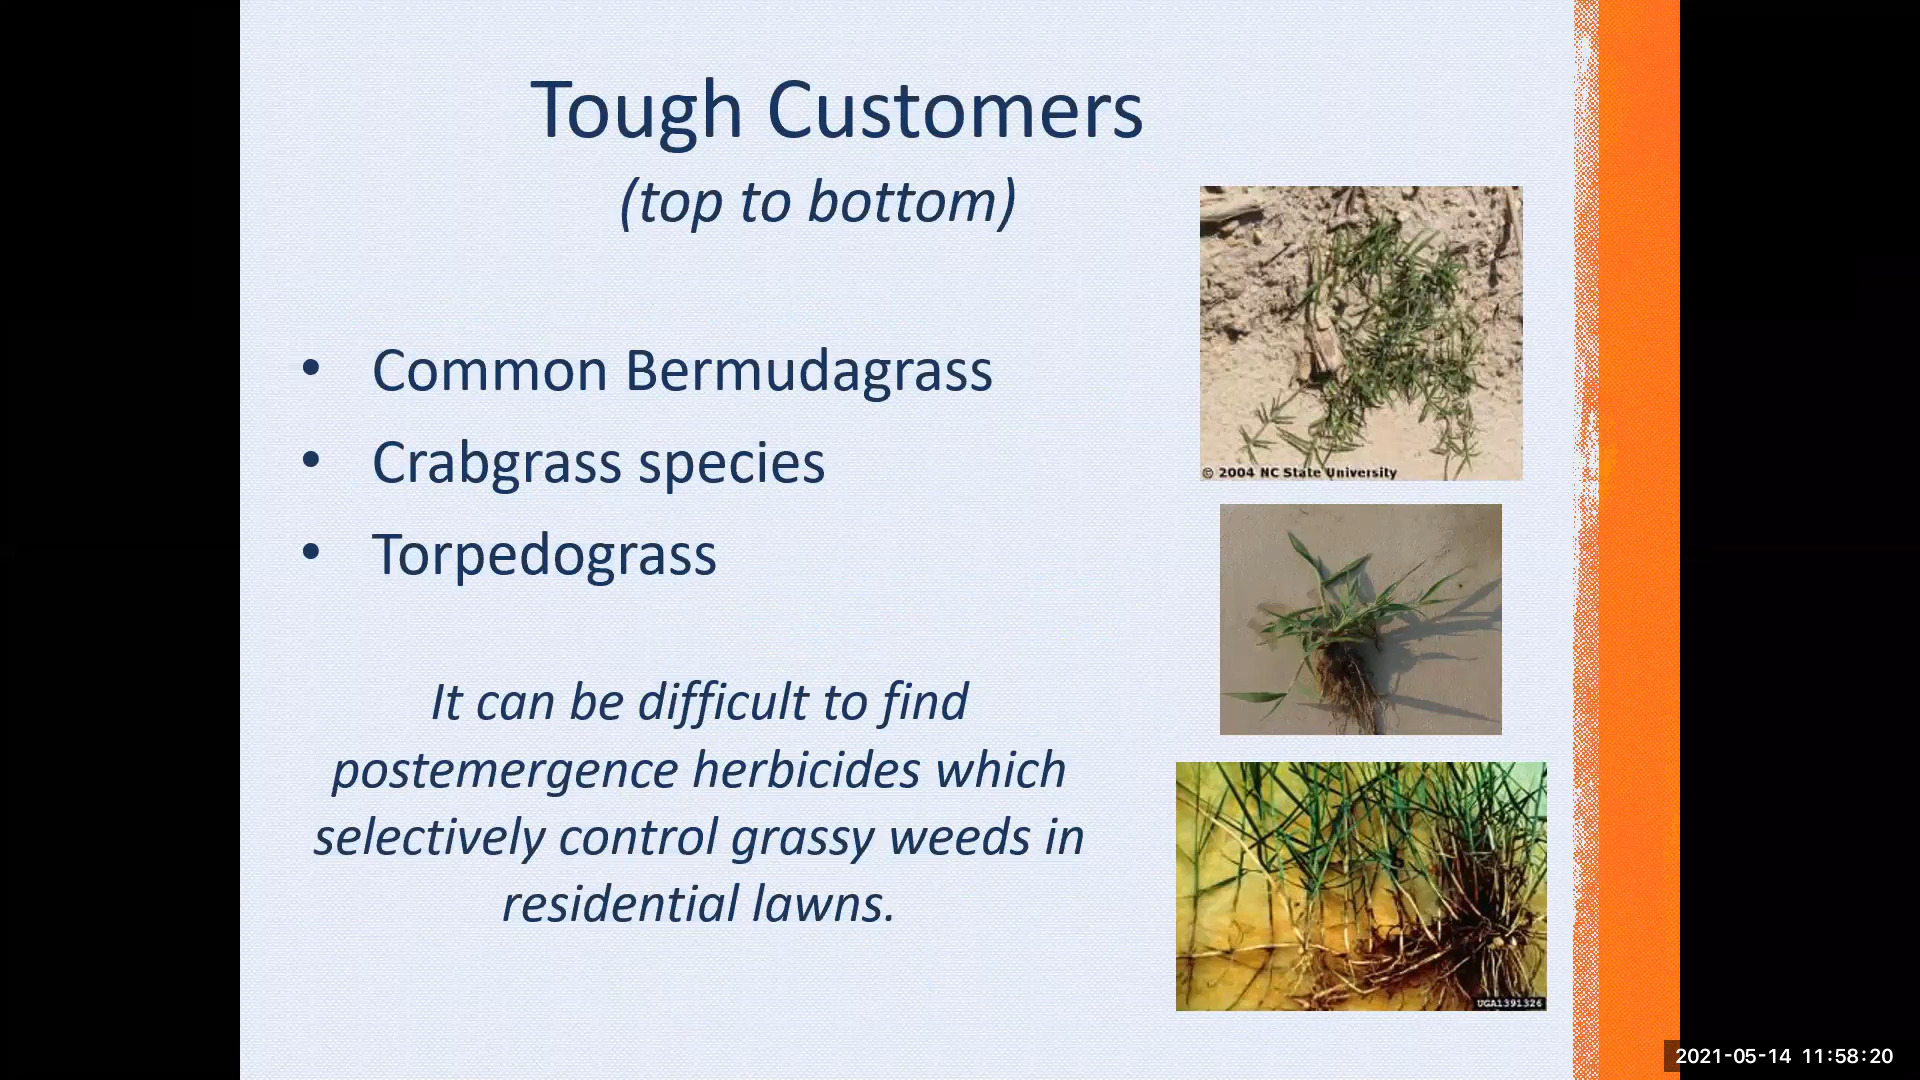 Tough Customers
(top to bottom)
• Common Bermudagrass
• Crabgrass species
• Torpedograss
It can be difficult to find
postemergence herbicides which
selectively control grassy weeds in
residential lawns.
© 2004 NC State University
UGA1391326
2021-05-14 11:58:20